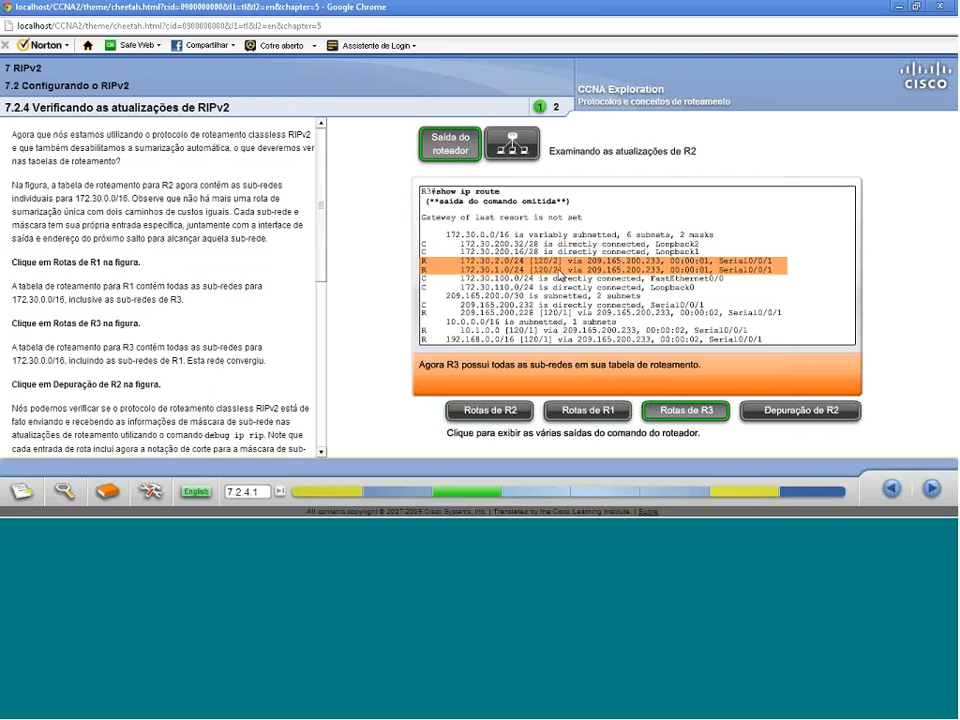 localhost/CCNA2/theme/cheetah.html?cid=0900000000&l1=tl&l2=en&chapter=5 - Google Chrome
localhost/CCNA2/theme/cheetah.html?cid=0900000000&l1=tl&l2=en&chapter=5
Norton
Safe Web
Compartilhar
Cofre aberto
Assistente de Login
7 RIPv2
7.2 Configurando o RIPv2
7.2.4 Verificando as atualizações de RIPv2
1 2
CCNA Exploration
Protocolos e conceitos de roteamento
CISCO
Agora que nós estamos utilizando o protocolo de roteamento classless RIPv2
e que também desabilitamos a sumarização automática, o que deveremos ver
nas tabelas de roteamento?
Na figura, a tabela de roteamento para R2 agora contém as sub-redes
individuais para 172.30.0.0/16. Observe que não há mais uma rota de
sumarização única com dois caminhos de custos iguais. Cada sub-rede e
máscara tem sua própria entrada específica, juntamente com a interface de
saída e endereço do próximo salto para alcançar aquela sub-rede.
Clique em Rotas de R1 na figura.
A tabela de roteamento para R1 contém todas as sub-redes para
172.30.0.0/16, inclusive as sub-redes de R3.
Clique em Rotas de R3 na figura.
A tabela de roteamento para R3 contém todas as sub-redes para
172.30.0.0/16, incluindo as sub-redes de R1. Esta rede convergiu.
Clique em Depuração de R2 na figura.
Nós podemos verificar se o protocolo de roteamento classless RIPv2 está de
fato enviando e recebendo as informações de máscara de sub-rede nas
atualizações de roteamento utilizando o comando debug ip rip. Note que
cada entrada de rota inclui agora a notação de corte para a máscara de sub-
Saída do
roteador
Examinando as atualizações de R2
R3#show ip route
(**saída do comando omitida**)
Gateway of last resort is not set
172.30.0.0/16 is variably subnetted, 6 subnets, 2 masks
C 172.30.200.32/28 is directly connected, Loopback2
C 172.30.200.16/28 is directly connected, Loopback1
R 172.30.2.0/24 [120/2] via 209.165.200.233, 00:00:01, Serial0/0/1
R 172.30.1.0/24 [120/2] via 209.165.200.233, 00:00:01, Serial0/0/1
C 172.30.100.0/24 is directly connected, FastEthernet0/0
C 172.30.110.0/24 is directly connected, Loopback0
209.165.200.0/30 is subnetted, 2 subnets
C 209.165.200.232 is directly connected, Serial0/0/1
R 209.165.200.228 [120/1] via 209.165.200.233, 00:00:02, Serial0/0/1
10.0.0.0/16 is subnetted, 1 subnets
R 10.1.0.0 [120/1] via 209.165.200.233, 00:00:02, Serial0/0/1
R 192.168.0.0/16 [120/1] via 209.165.200.233, 00:00:02, Serial0/0/1
Agora R3 possui todas as sub-redes em sua tabela de roteamento.
Rotas de R2
Rotas de R1
Rotas de R3
Depuração de R2
Clique para exibir as várias saídas do comando do roteador.
English
7.2.4.1
All contents copyright © 2007-2009 Cisco Systems, Inc. | Translated by the Cisco Learning Institute. |